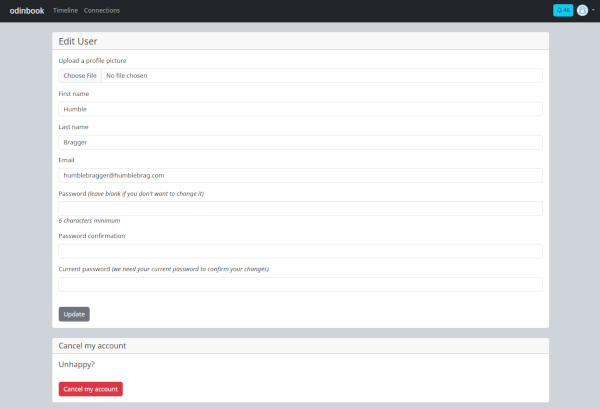 odinbook Timeline Connections 46
Edit User
Upload a profile picture
Choose File No file chosen
First name
Humble
Last name
Bragger
Email
humblebragger@humblebrag.com
Password (leave blank if you don't want to change it)
6 characters minimum
Password confirmation
Current password (we need your current password to confirm your changes)
Update
Cancel my account
Unhappy?
Cancel my account